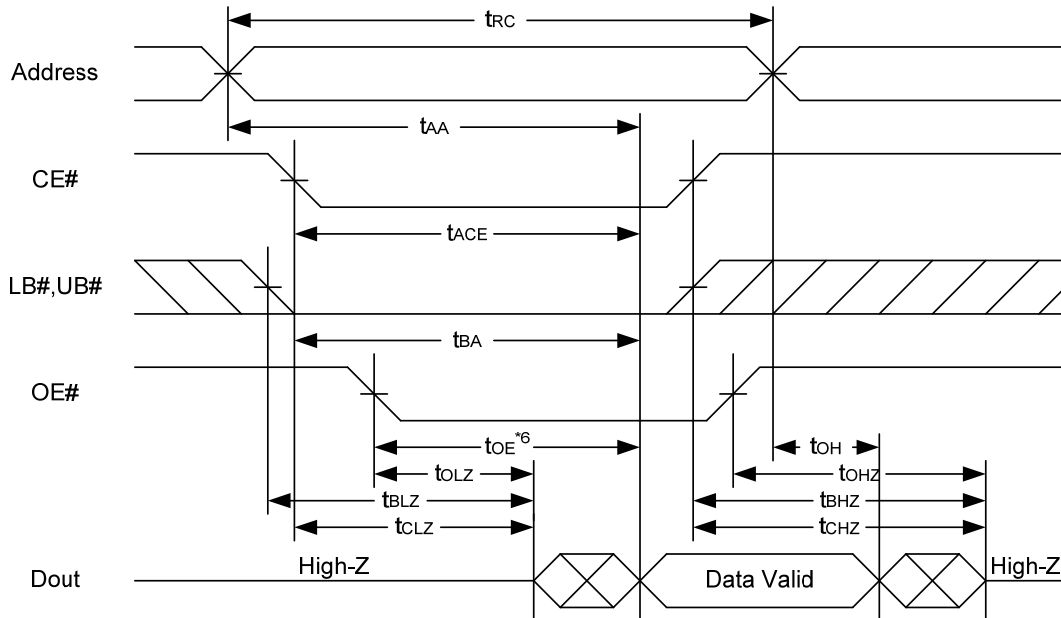 tRC
Address
tAA
CE#
tACE
LB#,UB#
tBA
OE#
tOE*6
tOH
tOLZ
tOHZ
tBLZ
tBHZ
tCLZ
tCHZ
High-Z
Dout
Data Valid
High-Z